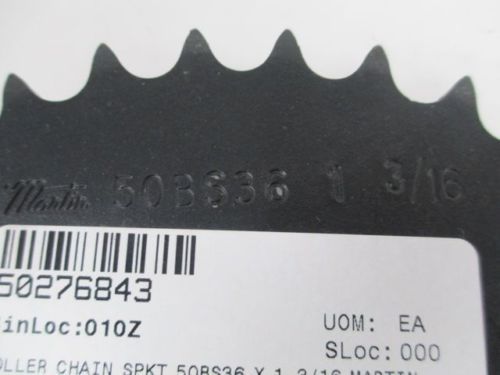 Martin 50BS36 1 3/16
50276843
inLoc:010Z
UOM: EA
SLoc: 000
OLLER CHAIN SPKT 50BS36 X 1 3/16 MARTIN